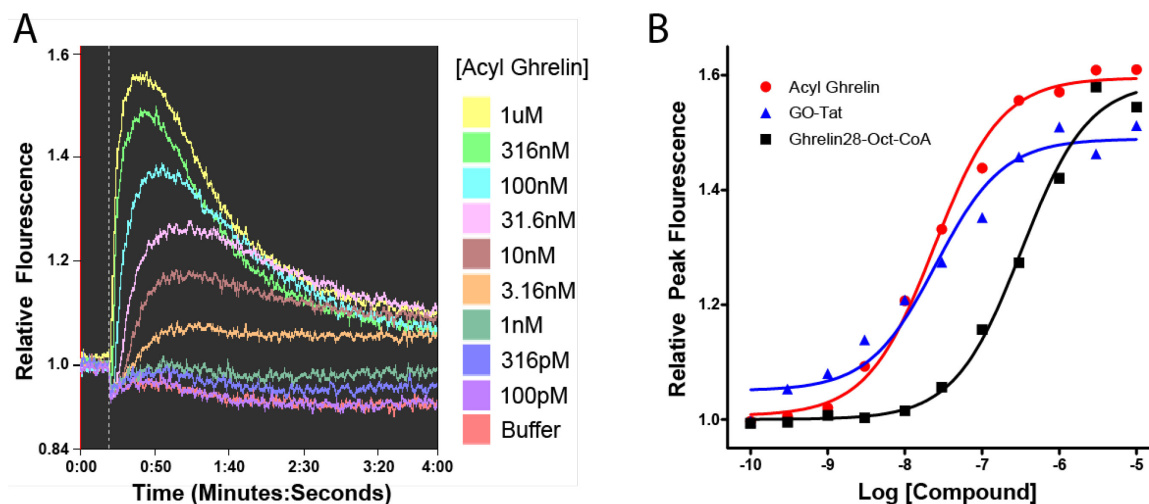 A
1.6
1.4
1.2
1.0
0.84
Relative Flourescence
0:00 0:50 1:40 2:30 3:20 4:00
Time (Minutes:Seconds)
[Acyl Ghrelin]
1uM
316nM
100nM
31.6nM
10nM
3.16nM
1nM
316pM
100pM
Buffer
B
1.6
1.4
1.2
1.0
Relative Peak Flourescence
Acyl Ghrelin
GO-Tat
Ghrelin28-Oct-CoA
-10 -9 -8 -7 -6 -5
Log [Compound]